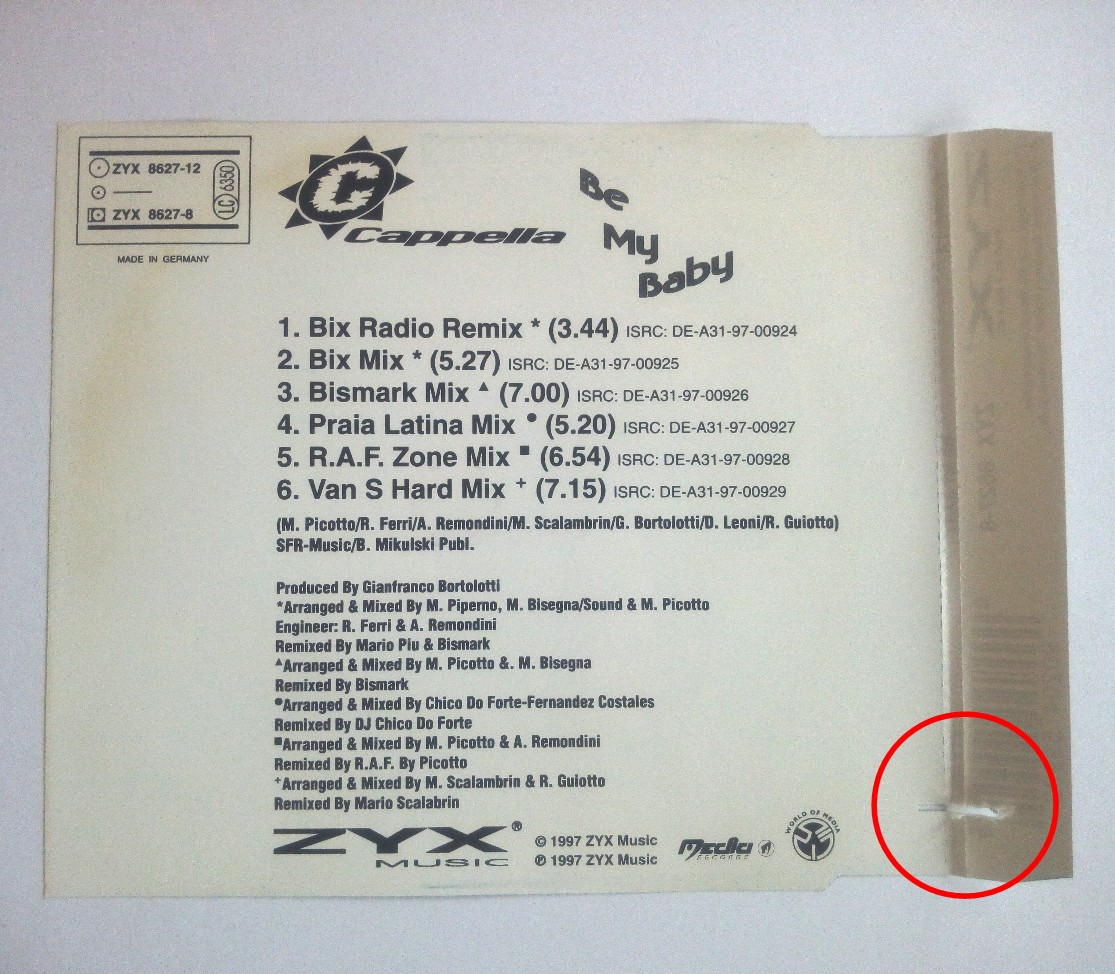 ZYX 8627-12
ZYX 8627-8
LC 6350
MADE IN GERMANY
C
Cappella
Be
My
Baby
1. Bix Radio Remix * (3.44) ISRC: DE-A31-97-00924
2. Bix Mix * (5.27) ISRC: DE-A31-97-00925
3. Bismark Mix ▲ (7.00) ISRC: DE-A31-97-00926
4. Praia Latina Mix ● (5.20) ISRC: DE-A31-97-00927
5. R.A.F. Zone Mix ■ (6.54) ISRC: DE-A31-97-00928
6. Van S Hard Mix + (7.15) ISRC: DE-A31-97-00929
(M. Picotto/R. Ferri/A. Remondini/M. Scalambrin/G. Bortolotti/D. Leoni/R. Guiotto)
SFR-Music/B. Mikulski Publ.
Produced By Gianfranco Bortolotti
*Arranged & Mixed By M. Piperno, M. Bisegna/Sound & M. Picotto
Engineer: R. Ferri & A. Remondini
Remixed By Mario Piu & Bismark
▲Arranged & Mixed By M. Picotto &. M. Bisegna
Remixed By Bismark
●Arranged & Mixed By Chico Do Forte-Fernandez Costales
Remixed By DJ Chico Do Forte
■Arranged & Mixed By M. Picotto & A. Remondini
Remixed By R.A.F. By Picotto
+Arranged & Mixed By M. Scalambrin & R. Guiotto
Remixed By Mario Scalabrin
ZYX®
MUSIC
© 1997 ZYX Music
℗ 1997 ZYX Music
Media
RECORDS
WORLD OF MEDIA